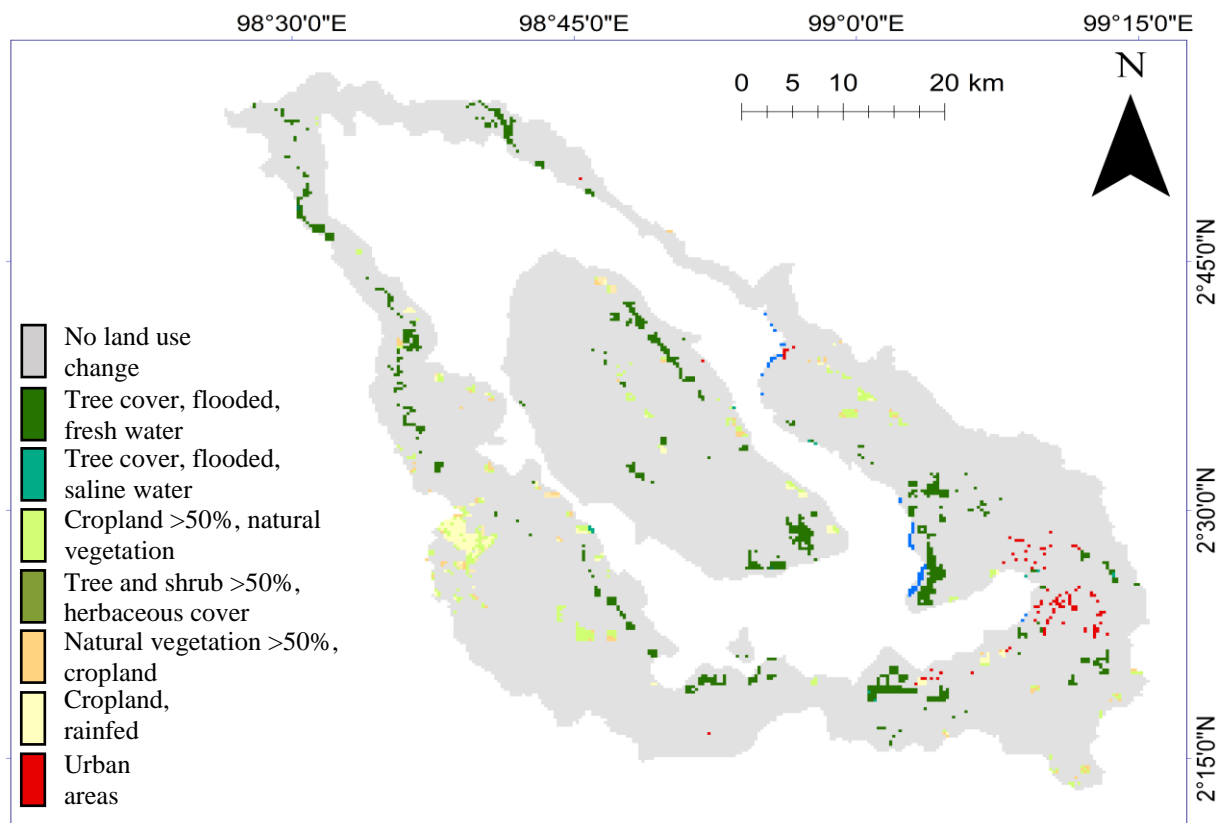 98°30'0"E 98°45'0"E 99°0'0"E 99°15'0"E
0 5 10 20 km
N
2°45'0"N
2°30'0"N
2°15'0"N
No land use
change
Tree cover, flooded,
fresh water
Tree cover, flooded,
saline water
Cropland >50%, natural
vegetation
Tree and shrub >50%,
herbaceous cover
Natural vegetation >50%,
cropland
Cropland,
rainfed
Urban
areas